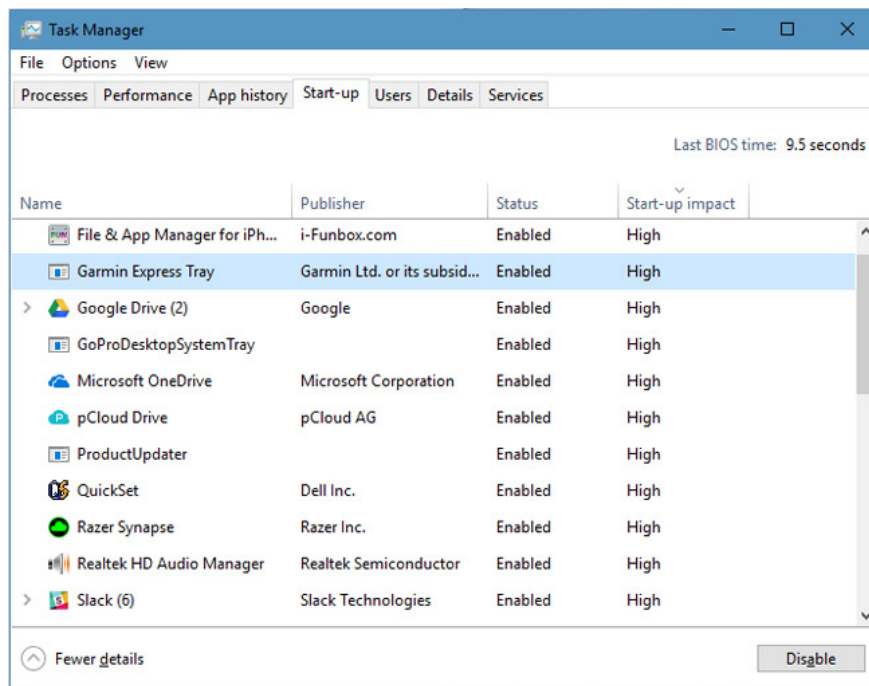 Task Manager
File Options View
Processes Performance App history Start-up Users Details Services
Last BIOS time: 9.5 seconds
Name Publisher Status Start-up impact
FUN File & App Manager for iPh... i-Funbox.com Enabled High
Garmin Express Tray Garmin Ltd. or its subsid... Enabled High
Google Drive (2) Google Enabled High
GoProDesktopSystemTray Enabled High
Microsoft OneDrive Microsoft Corporation Enabled High
P pCloud Drive pCloud AG Enabled High
ProductUpdater Enabled High
QuickSet Dell Inc. Enabled High
Razer Synapse Razer Inc. Enabled High
Realtek HD Audio Manager Realtek Semiconductor Enabled High
S Slack (6) Slack Technologies Enabled High
Fewer details Disable